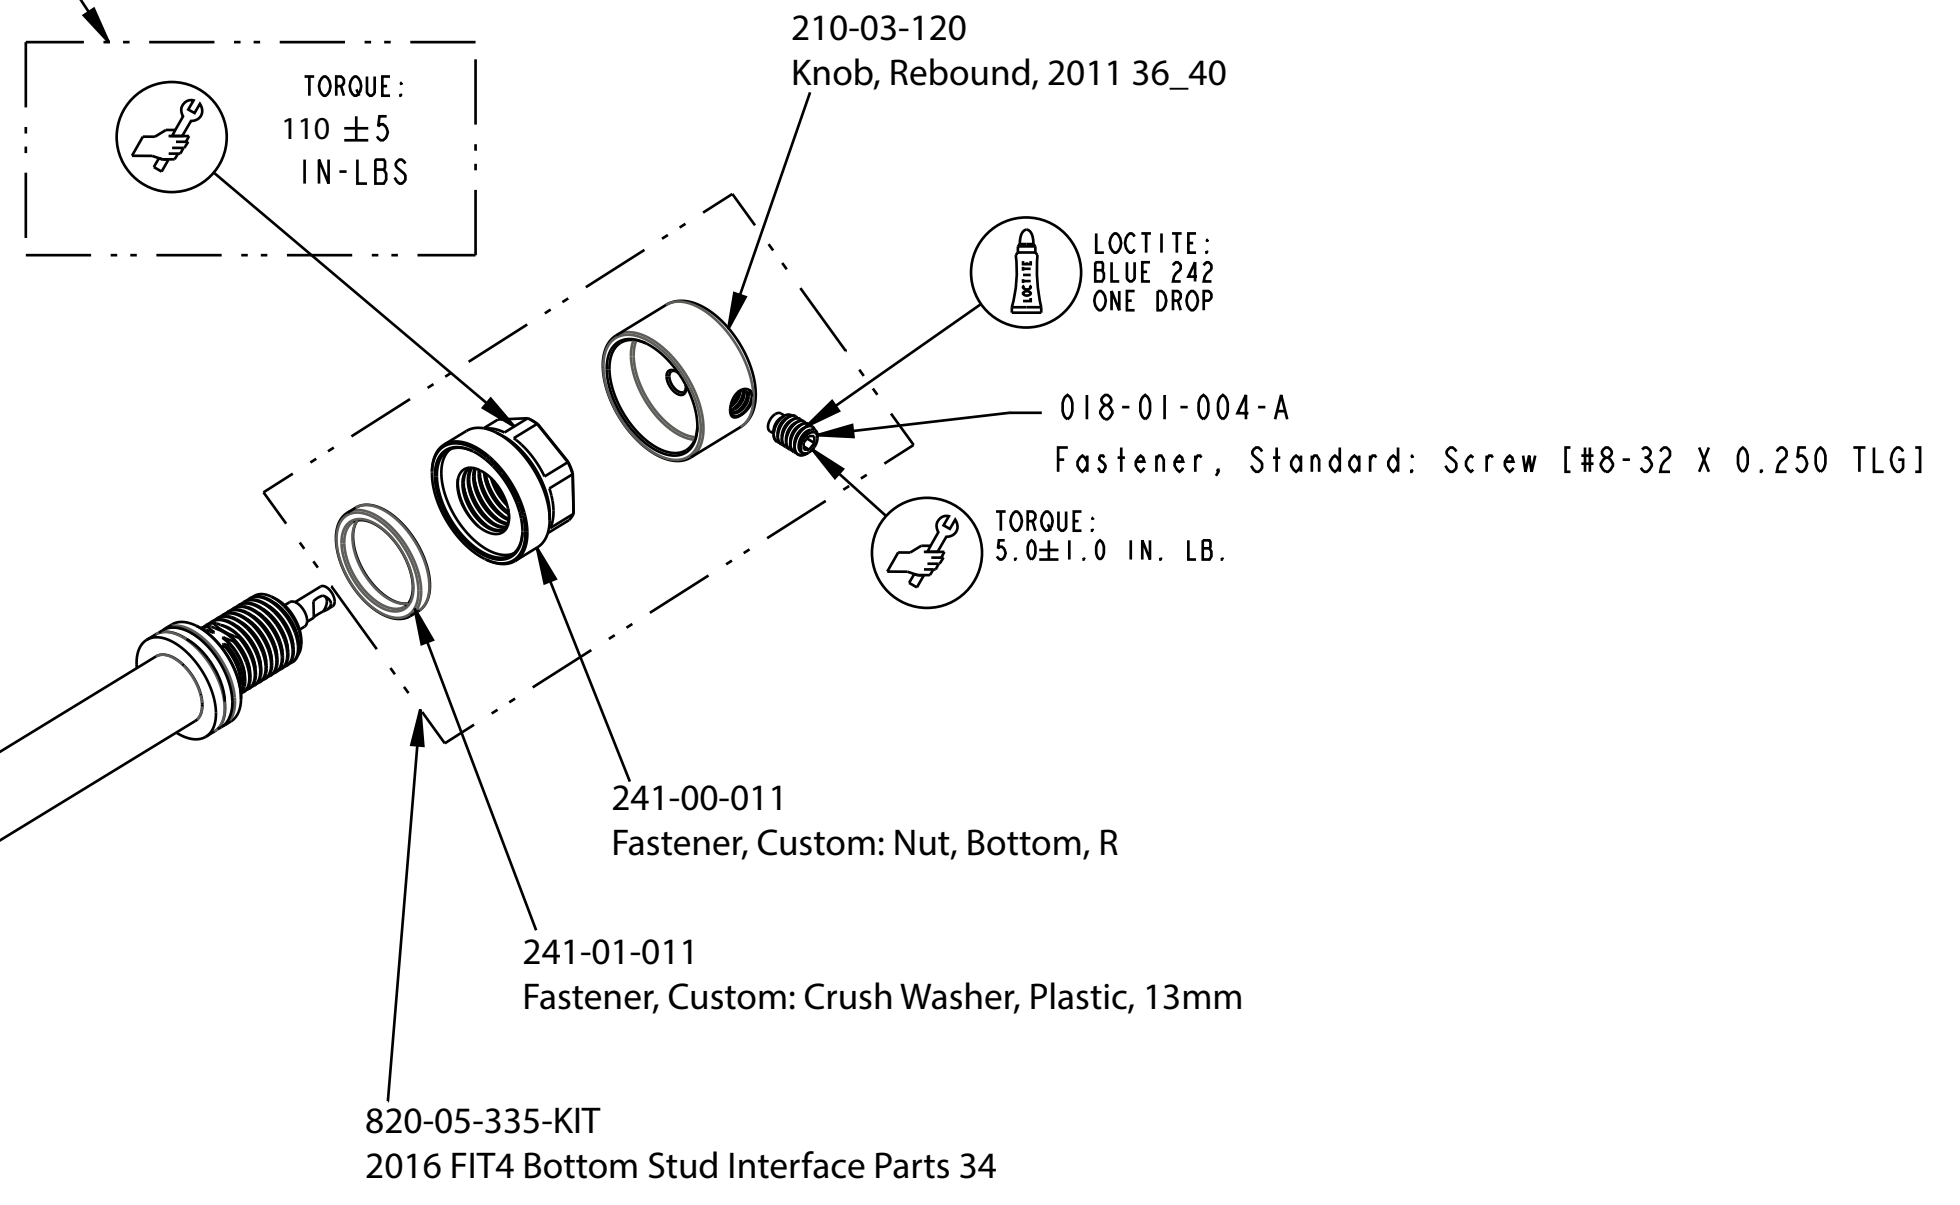 210-03-120
Knob, Rebound, 2011 36_40
TORQUE:
110 ±5
IN-LBS
LOCTITE
LOCTITE:
BLUE 242
ONE DROP
018-01-004-A
Fastener, Standard: Screw [#8-32 X 0.250 TLG]
TORQUE:
5.0±1.0 IN. LB.
241-00-011
Fastener, Custom: Nut, Bottom, R
241-01-011
Fastener, Custom: Crush Washer, Plastic, 13mm
820-05-335-KIT
2016 FIT4 Bottom Stud Interface Parts 34